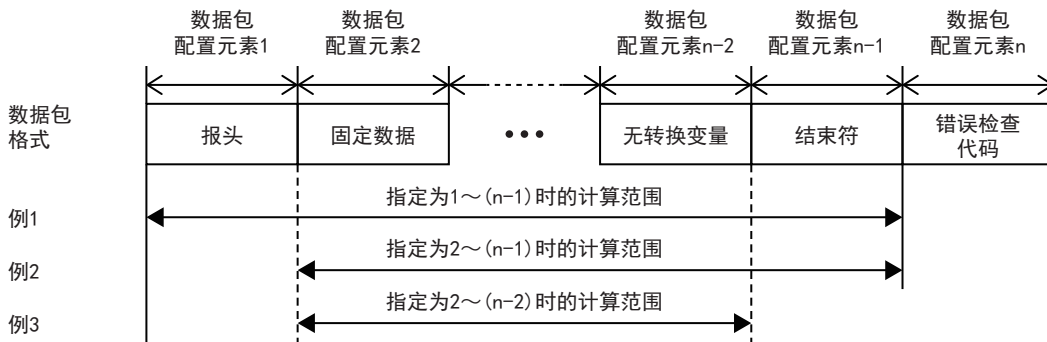 数据包
配置元素1
数据包
配置元素2
数据包
配置元素n-2
数据包
配置元素n-1
数据包
配置元素n
数据包
格式
报头
固定数据
•••
无转换变量
结束符
错误检查
代码
例1
指定为1～(n-1)时的计算范围
例2
指定为2～(n-1)时的计算范围
例3
指定为2～(n-2)时的计算范围